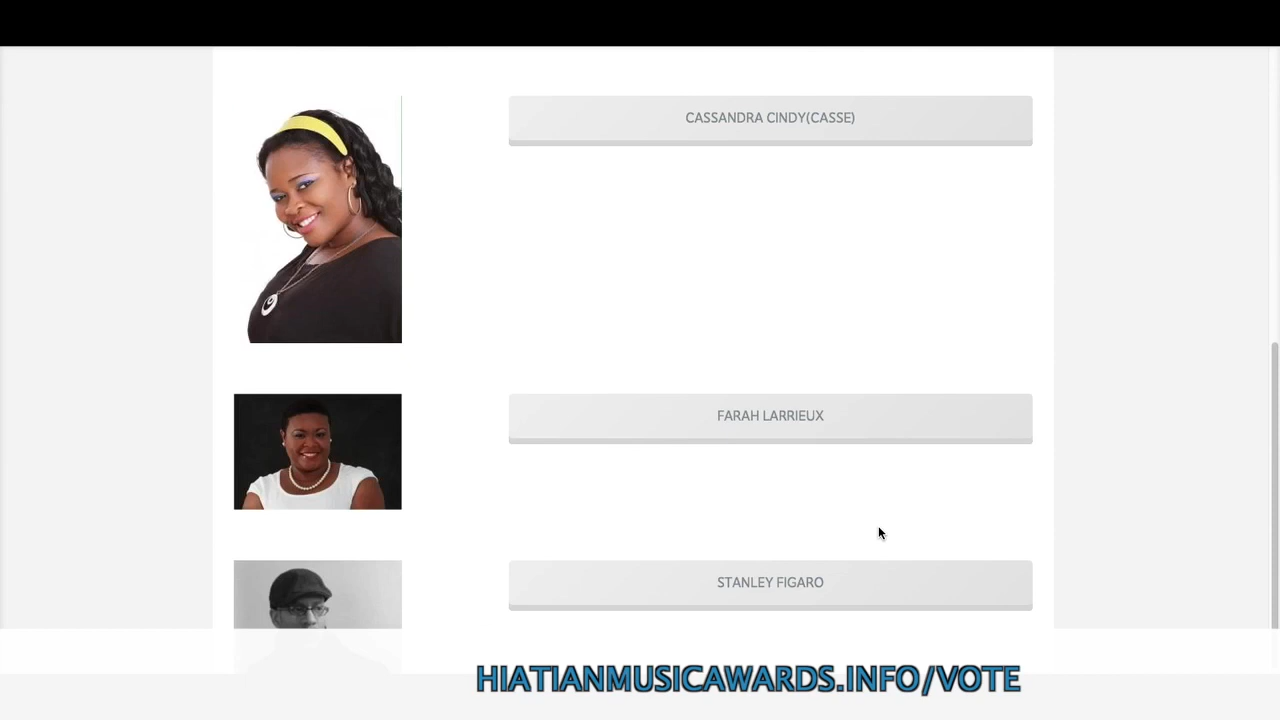 CASSANDRA CINDY(CASSE)
FARAH LARRIEUX
STANLEY FIGARO
HIATIANMUSICAWARDS.INFO/VOTE